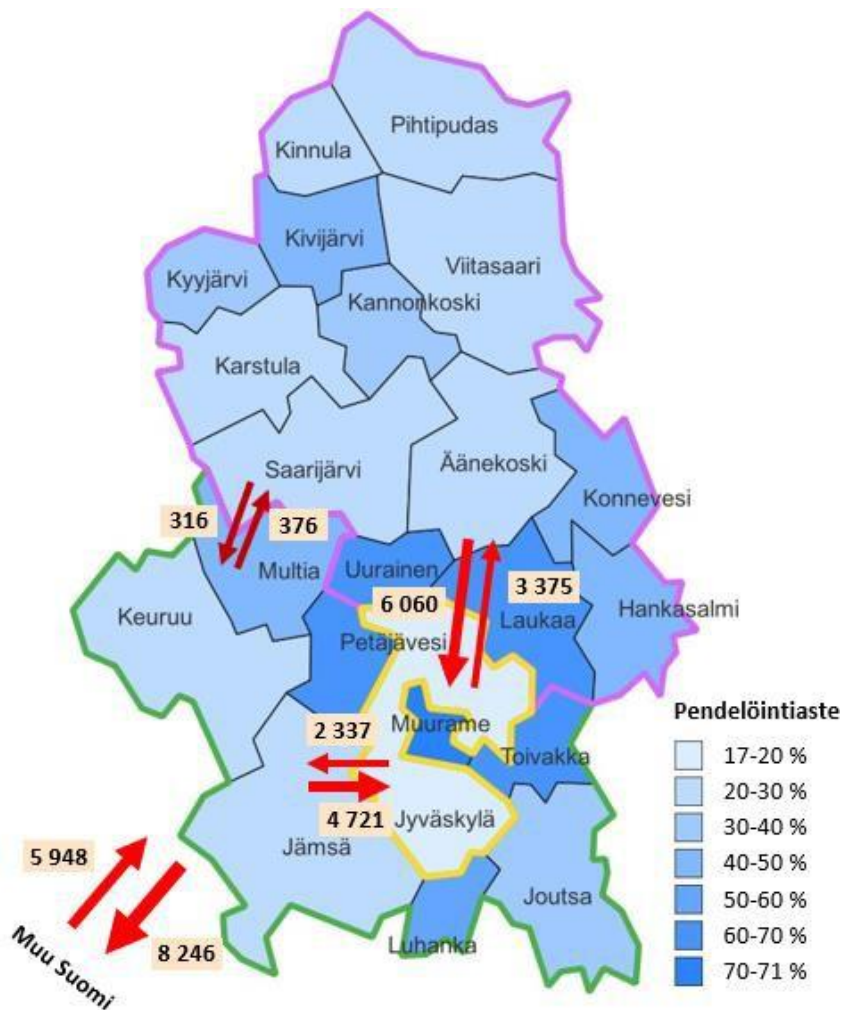 Pihtipudas
Kinnula
Kivijärvi
Viitasaari
Kyyjärvi
Kannonkoski
Karstula
Saarijärvi
Äänekoski
Konnevesi
316
376
Multia
Uurainen
3 375
6 060
Laukaa
Hankasalmi
Keuruu
Petäjävesi
Muurame
2 337
Toivakka
4 721
Jyväskylä
Jämsä
5 948
Joutsa
Luhanka
8 246
Muu Suomi
Pendelöintiaste
17-20 %
20-30 %
30-40 %
40-50 %
50-60 %
60-70 %
70-71 %